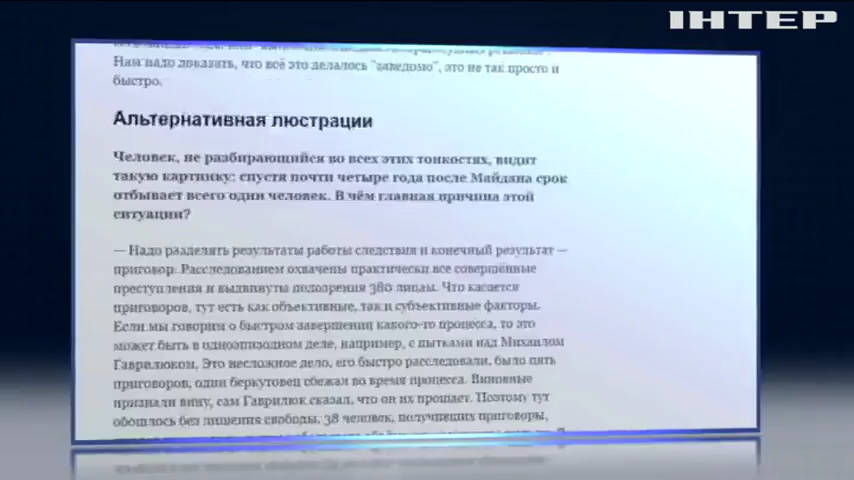 ІНТЕР
Нам надо доказать, что всё это делалось "заведомо", это не так просто и
быстро.
Альтернативная люстрации
Человек, не разбирающийся во всех этих тонкостях, видит
такую картинку: спустя почти четыре года после Майдана срок
отбывает всего один человек. В чём главная причина этой
ситуации?
— Надо разделять результаты работы следствия и конечный результат —
приговор. Расследованием охвачены практически все совершённые
преступления и выдвинуты подозрения 380 лицам. Что касается
приговоров, тут есть как объективные, так и субъективные факторы.
Если мы говорим о быстром завершении какого-то процесса, то это
может быть в одноэпизодном деле, например, с пытками над Михаилом
Гаврилюком. Это несложное дело, его быстро расследовали, было пять
приговоров, один беркутовец сбежал во время процесса. Виновные
признали вину, сам Гаврилюк сказал, что он их прощает. Поэтому тут
обошлось без лишения свободы. 38 человек, получивших приговоры,